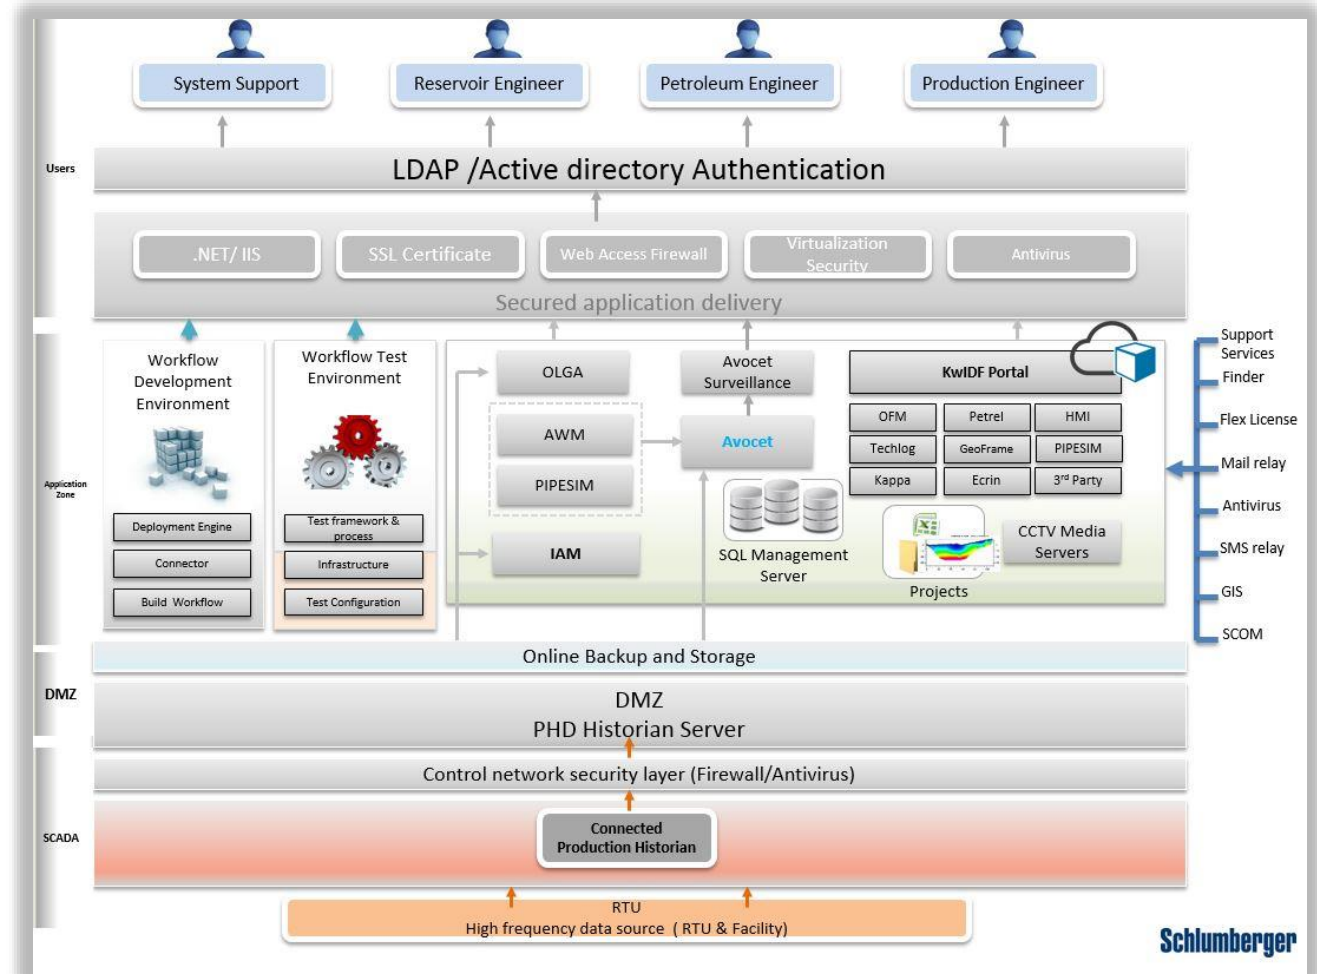 System Support
Reservoir Engineer
Petroleum Engineer
Production Engineer
Users
LDAP /Active directory Authentication
.NET/ IIS
SSL Certificate
Web Access Firewall
Virtualization
Security
Antivirus
Secured application delivery
Application
Zone
Workflow
Development
Environment
Deployment Engine
Connector
Build Workflow
Workflow Test
Environment
Test framework &
process
Infrastructure
Test Configuration
OLGA
AWM
PIPESIM
IAM
Avocet
Surveillance
Avocet
SQL Management
Server
KwIDF Portal
OFM
Petrel
HMI
Techlog
GeoFrame
PIPESIM
Kappa
Ecrin
3rd Party
Projects
CCTV Media
Servers
Support
Services
Finder
Flex License
Mail relay
Antivirus
SMS relay
GIS
SCOM
Online Backup and Storage
DMZ
DMZ
PHD Historian Server
Control network security layer (Firewall/Antivirus)
SCADA
Connected
Production Historian
RTU
High frequency data source ( RTU & Facility)
Schlumberger